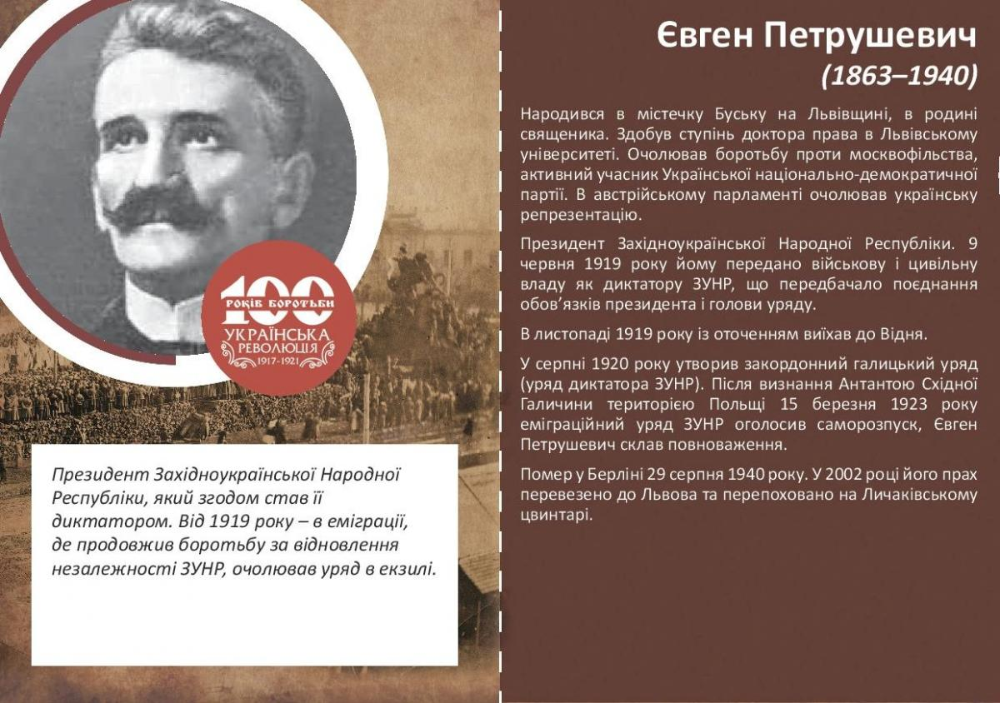 100
РОКІВ БОРОТЬБИ
УКРАЇНСЬКА
РЕВОЛЮЦІЯ
1917-1921
Президент Західноукраїнської Народної
Республіки, який згодом став її
диктатором. Від 1919 року – в еміграції,
де продовжив боротьбу за відновлення
незалежності ЗУНР, очолював уряд в екзилі.
Євген Петрушевич
(1863–1940)
Народився в містечку Буську на Львівщині, в родині
священика. Здобув ступінь доктора права в Львівському
університеті. Очолював боротьбу проти москвофільства,
активний учасник Української національно-демократичної
партії. В австрійському парламенті очолював українську
репрезентацію.
Президент Західноукраїнської Народної Республіки. 9
червня 1919 року йому передано військову і цивільну
владу як диктатору ЗУНР, що передбачало поєднання
обов’язків президента і голови уряду.
В листопаді 1919 року із оточенням виїхав до Відня.
У серпні 1920 року утворив закордонний галицький уряд
(уряд диктатора ЗУНР). Після визнання Антантою Східної
Галичини територією Польщі 15 березня 1923 року
еміграційний уряд ЗУНР оголосив саморозпуск, Євген
Петрушевич склав повноваження.
Помер у Берліні 29 серпня 1940 року. У 2002 році його прах
перевезено до Львова та перепоховано на Личаківському
цвинтарі.